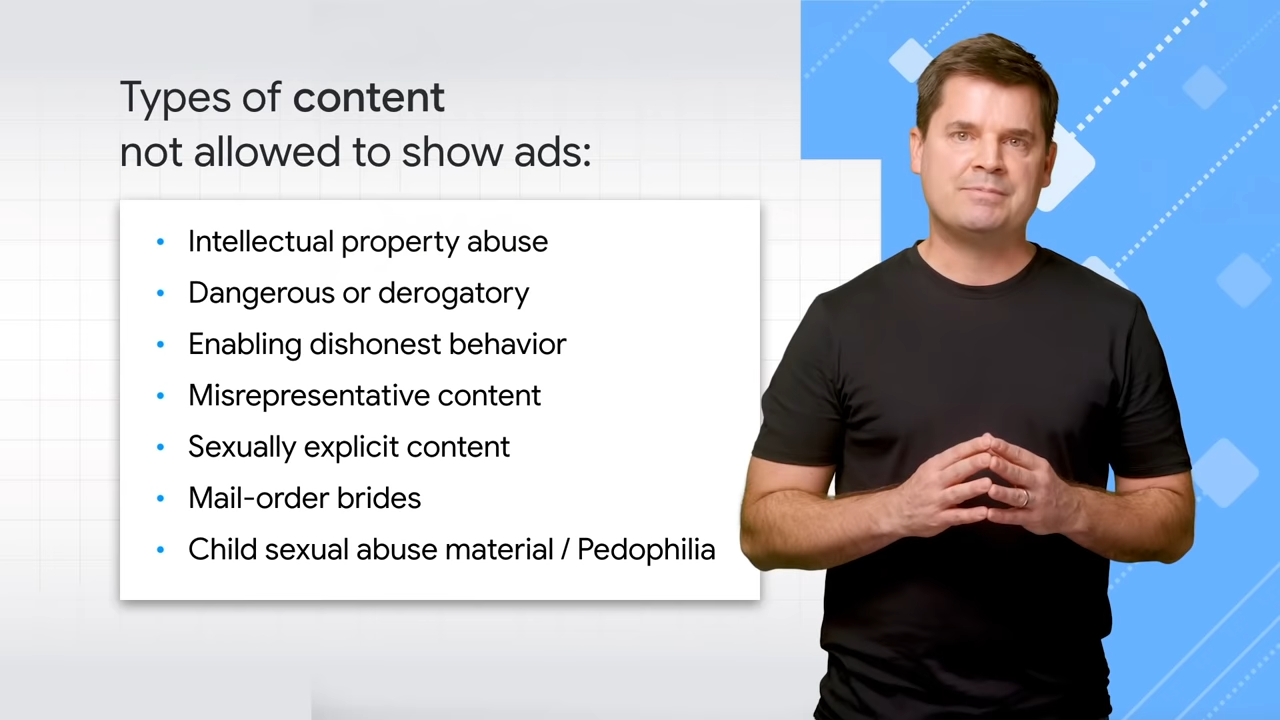 Types of content
not allowed to show ads:
• Intellectual property abuse
• Dangerous or derogatory
• Enabling dishonest behavior
• Misrepresentative content
• Sexually explicit content
• Mail-order brides
• Child sexual abuse material / Pedophilia